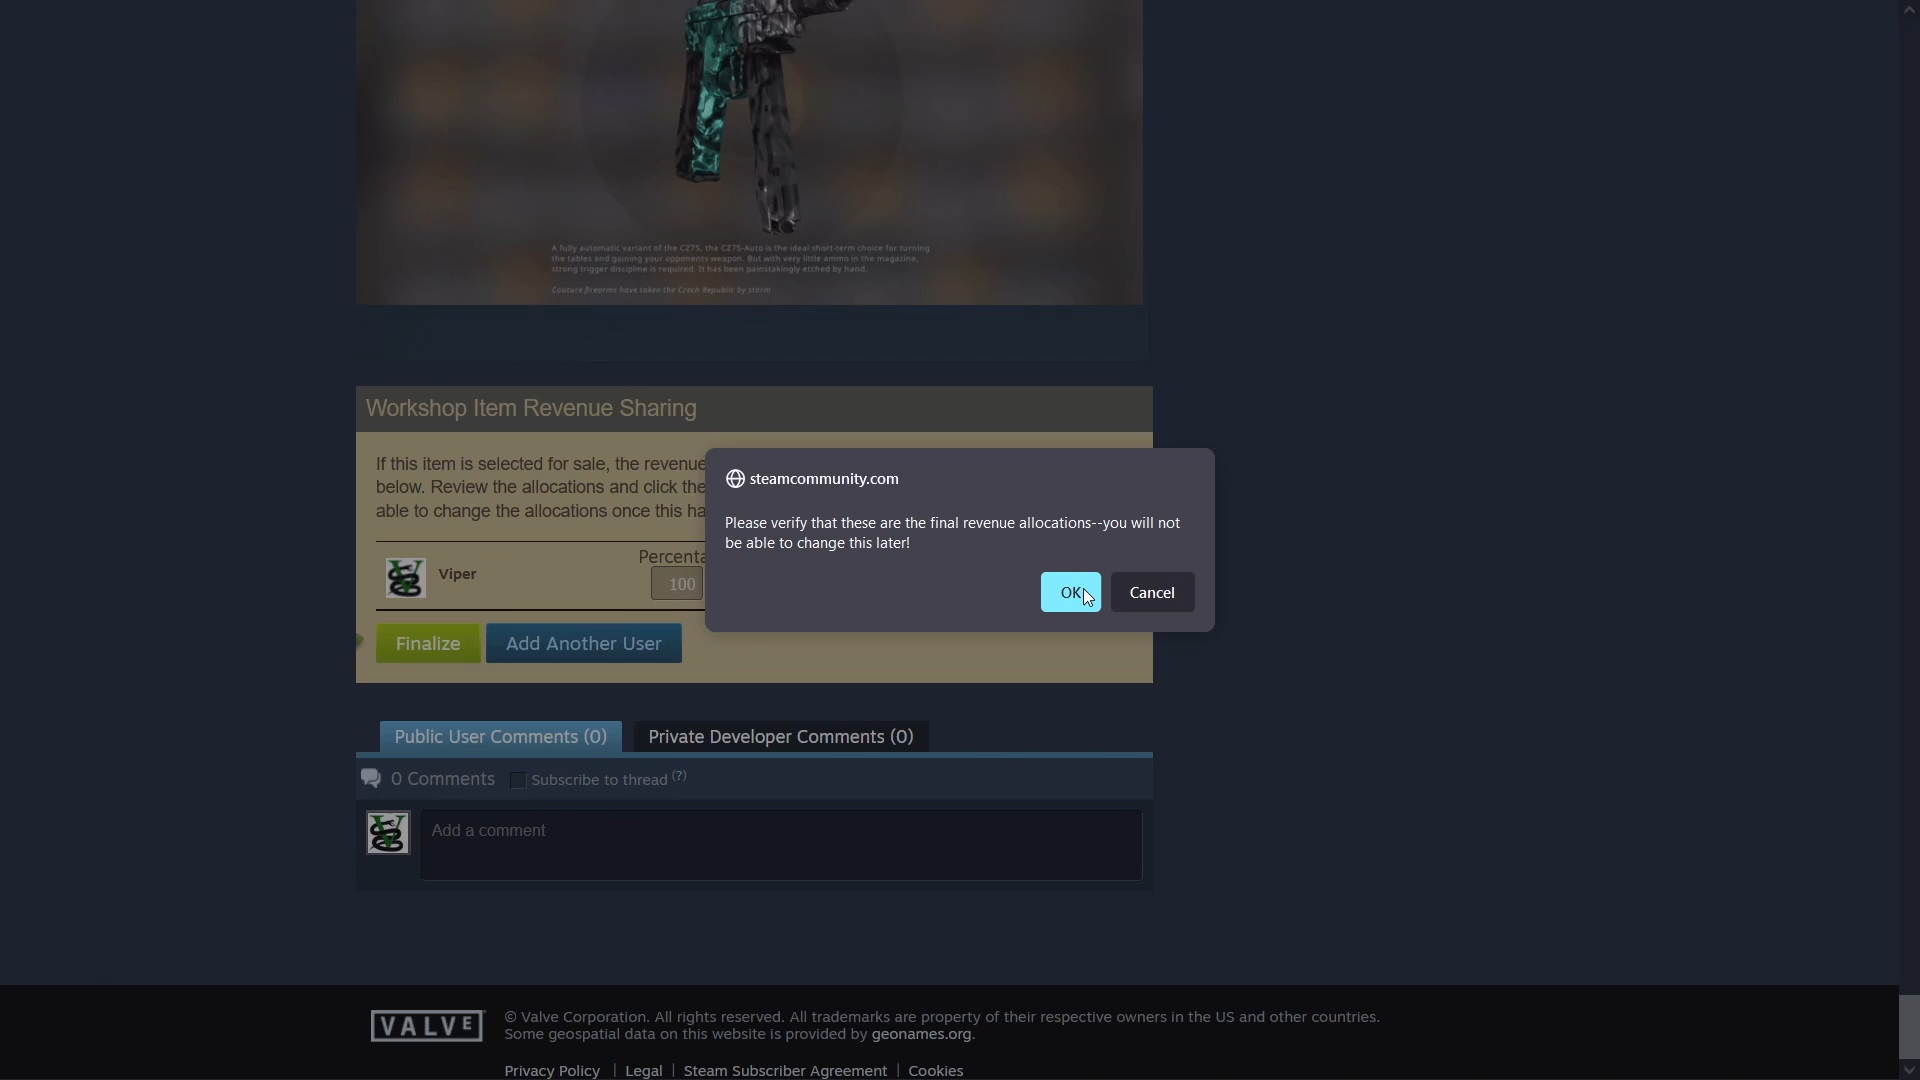 A fully automatic variant of the CZ75, the CZ75-Auto is the ideal short-term choice for turning
the tables and gaining your opponents weapon. But with very little ammo in the magazine,
strong trigger discipline is required. It has been painstakingly etched by hand.
Couture firearms have taken the Czech Republic by storm
Workshop Item Revenue Sharing
If this item is selected for sale, the revenue
below. Review the allocations and click the
able to change the allocations once this ha
Percenta
Viper
100
Finalize
Add Another User
steamcommunity.com
Please verify that these are the final revenue allocations--you will not
be able to change this later!
OK
Cancel
Public User Comments (0)
Private Developer Comments (0)
0 Comments
Subscribe to thread (?)
Add a comment
VALVE
© Valve Corporation. All rights reserved. All trademarks are property of their respective owners in the US and other countries.
Some geospatial data on this website is provided by geonames.org.
Privacy Policy | Legal | Steam Subscriber Agreement | Cookies